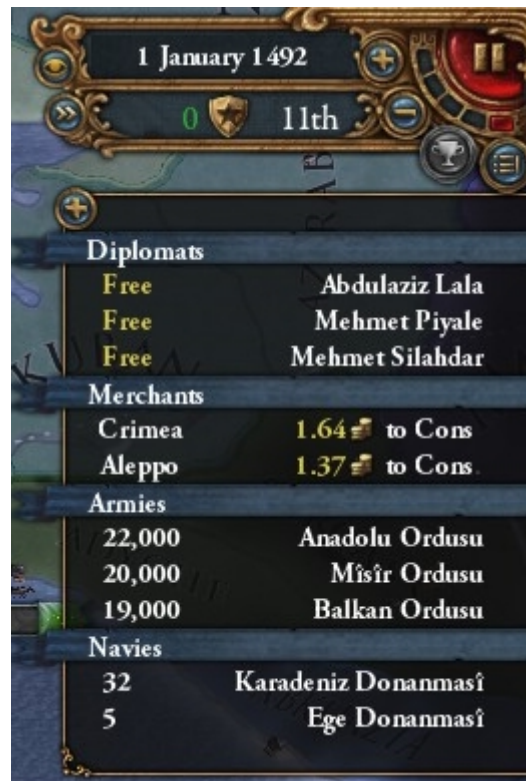 1 January 1492
0 11th
Diplomats
Free Abdulaziz Lala
Free Mehmet Piyale
Free Mehmet Silahdar
Merchants
Crimea 1.64 to Cons
Aleppo 1.37 to Cons.
Armies
22,000 Anadolu Ordusu
20,000 Mîsîr Ordusu
19,000 Balkan Ordusu
Navies
32 Karadeniz Donanmasî
5 Ege Donanmasî